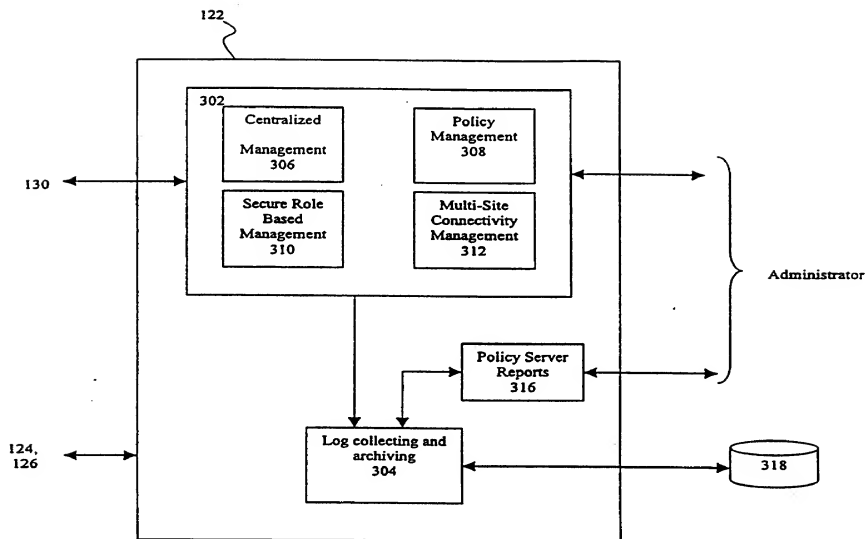 122
302
Centralized
Management
306
Policy
Management
308
130
Secure Role
Based
Management
310
Multi-Site
Connectivity
Management
312
Administrator
Policy Server
Reports
316
124,
126
Log collecting and
archiving
304
318